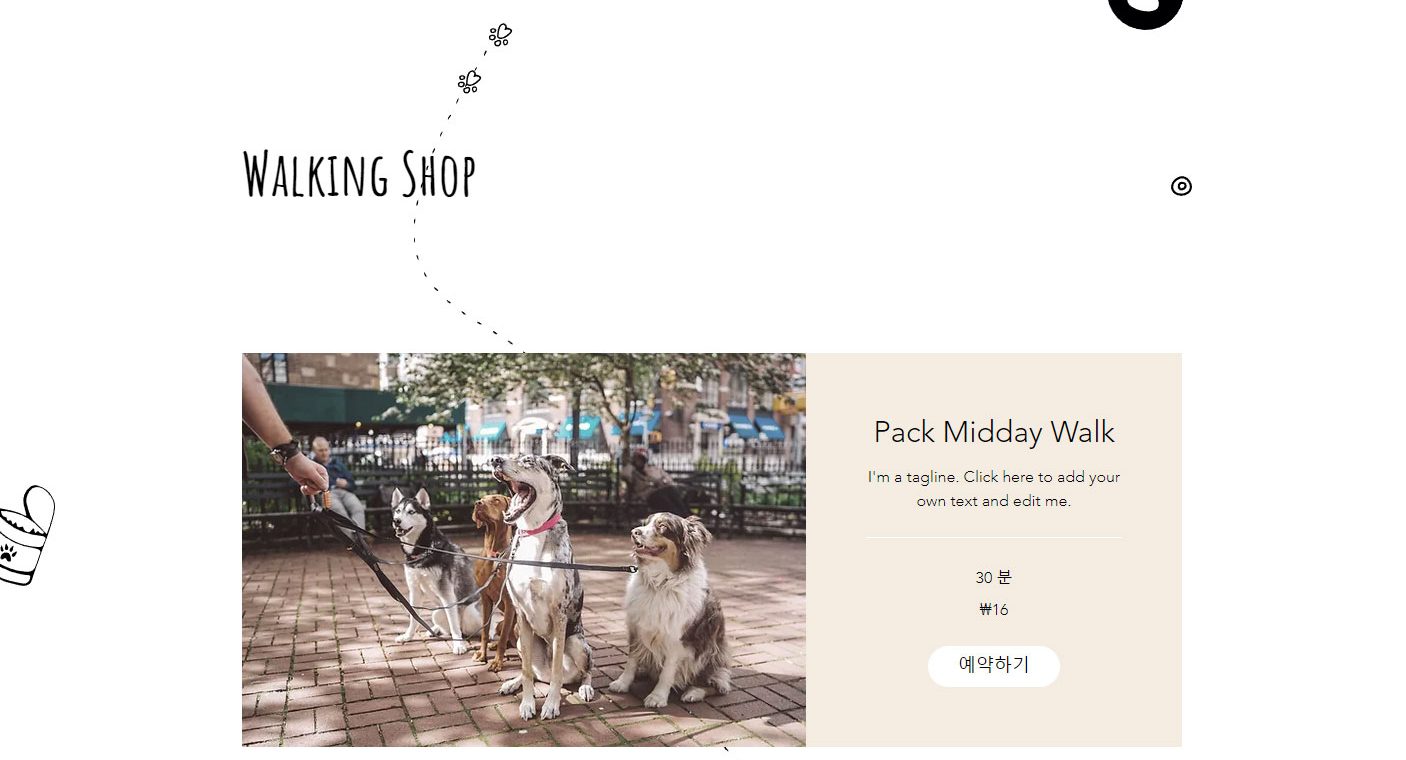 Walking Shop
Pack Midday Walk
I'm a tagline. Click here to add your
own text and edit me.
30 분
₩16
예약하기